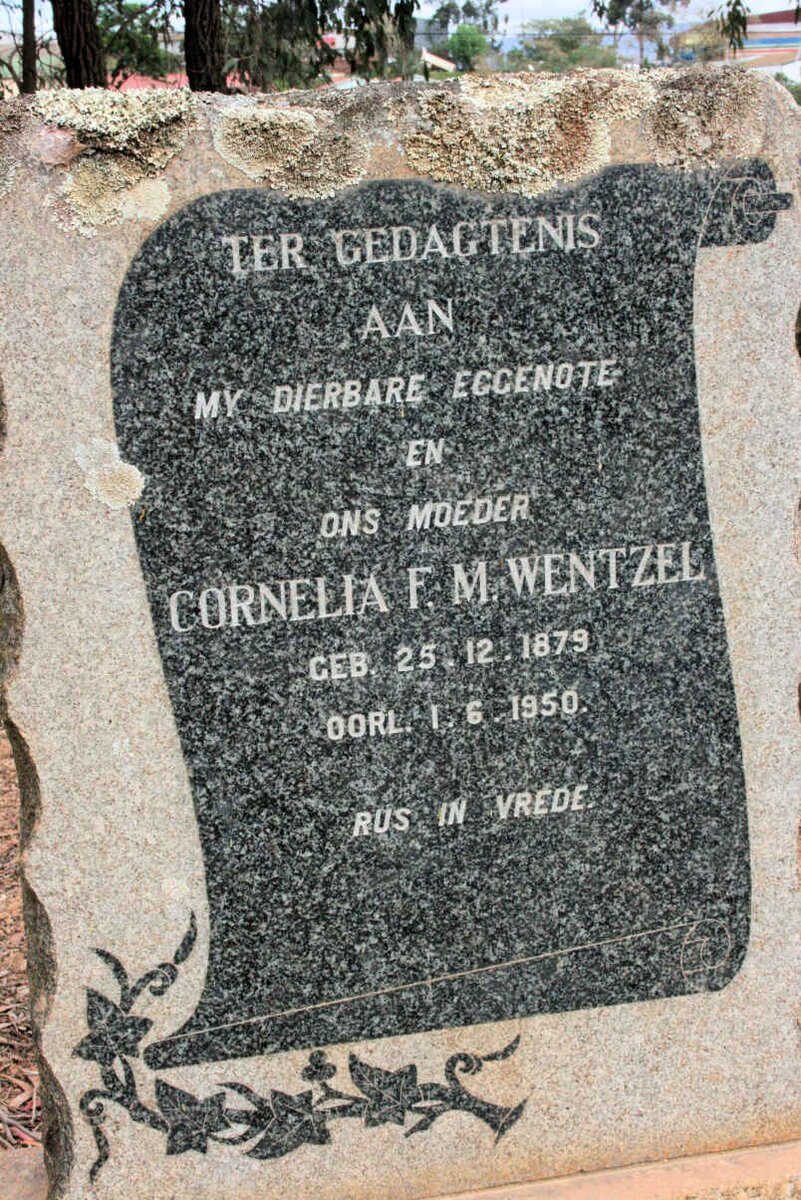 TER GEDAGTENIS
AAN
MY DIERBARE EGGENOTE
EN
ONS MOEDER
CORNELIA F. M. WENTZEL
GEB. 25.12.1879
OORL. 1.6.1950.
RUS IN VREDE.